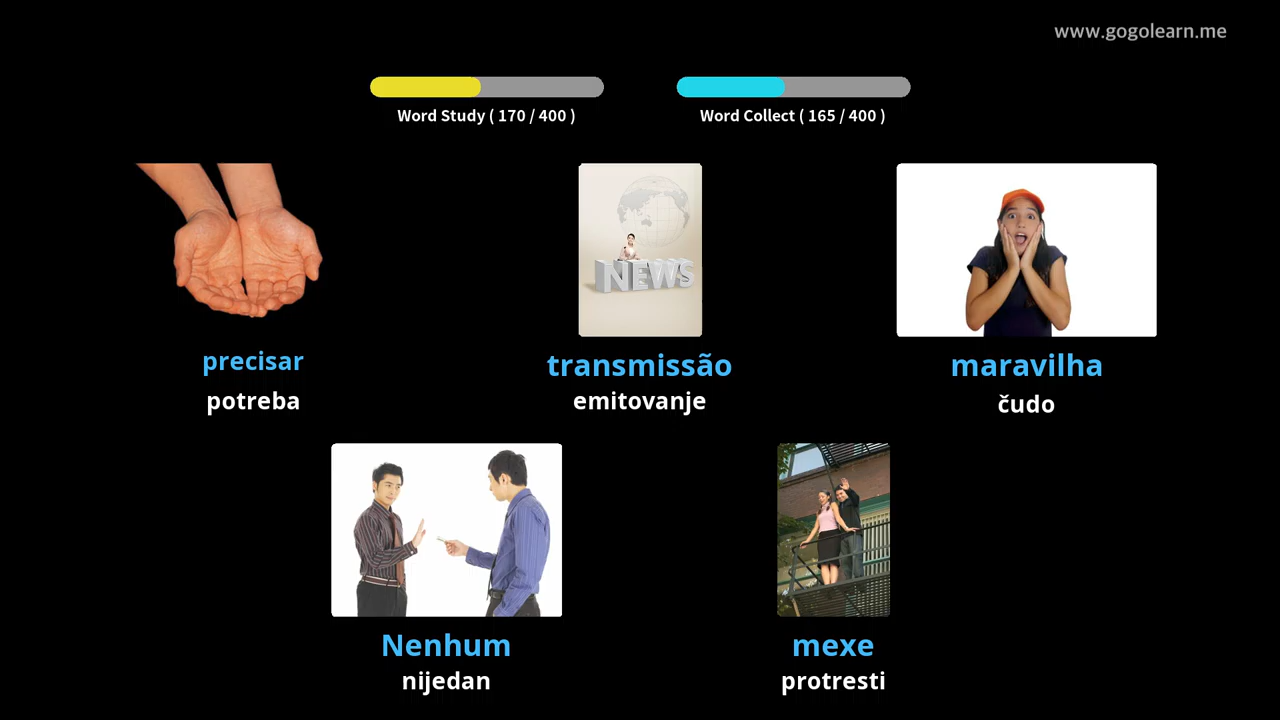 www.gogolearn.me
Word Study ( 170 / 400 )
Word Collect ( 165 / 400 )
NEWS
precisar
potreba
transmissão
emitovanje
maravilha
čudo
Nenhum
nijedan
mexe
protresti